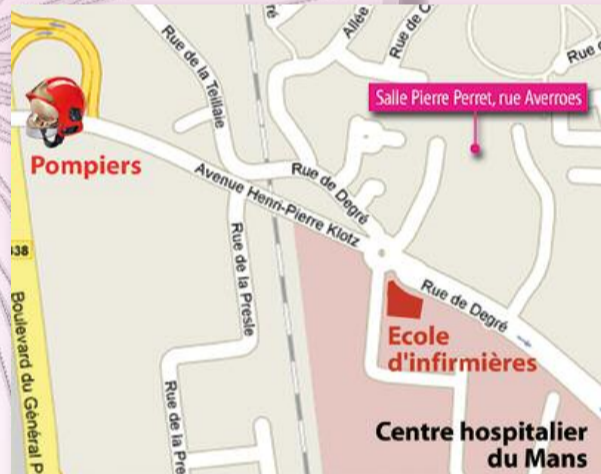 Rue de la Teillaie
Allée
Rue de
Salle Pierre Perret, rue Averroes
Pompiers
Avenue Henri-Pierre Klotz
Rue de Degré
Rue de la Presle
Boulevard du Général
Rue de Degré
Ecole
d'infirmières
Rue de la
Centre hospitalier
du Mans